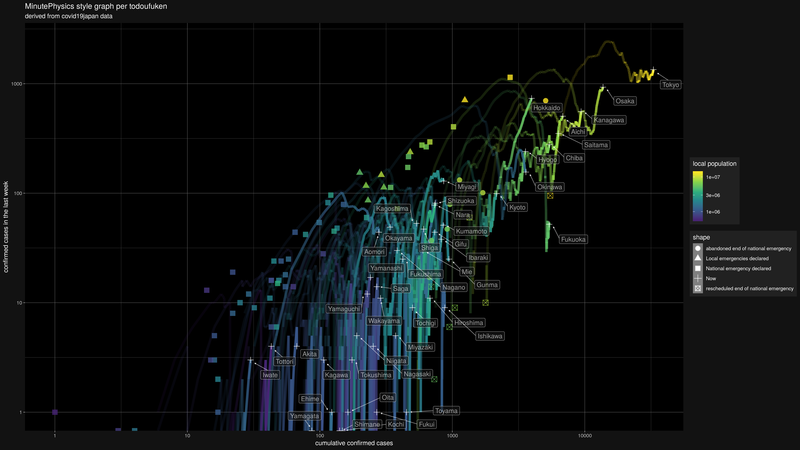 MinutePhysics style graph per todoufuken
derived from covid19japan data
confirmed cases in the last week
1000
100
10
1
Tokyo
Osaka
Hokkaido
Kanagawa
Aichi
Saitama
Chiba
Hyogo
Okinawa
Miyagi
Shizuoka
Kyoto
Kagoshima
Nara
Kumamoto
Fukuoka
Okayama
Gifu
Aomori
Shiga
Ibaraki
Yamanashi
Fukushima
Mie
Saga
Nagano
Gunma
Yamaguchi
Wakayama
Tochigi
Hiroshima
Ishikawa
Miyazaki
Akita
Tottori
Niigata
Iwate
Kagawa
Tokushima
Nagasaki
Ehime
Oita
Toyama
Yamagata
Shimane
Kochi
Fukui
1
10
100
1000
10000
cumulative confirmed cases
local population
1e+07
3e+06
1e+06
shape
abandoned end of national emergency
Local emergencies declared
National emergency declared
Now
rescheduled end of national emergency